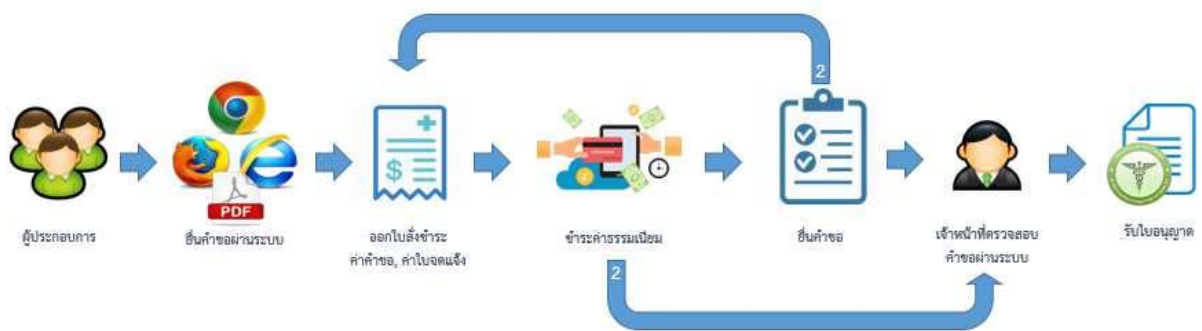 2
PDF
ผู้ประกอบการ
ยื่นคำขอผ่านระบบ
ออกใบสั่งชำระ
ค่าคำขอ, ค่าใบจดแจ้ง
ชำระค่าธรรมเนียม
ยื่นคำขอ
เจ้าหน้าที่ตรวจสอบ
คำขอผ่านระบบ
รับใบอนุญาต
2